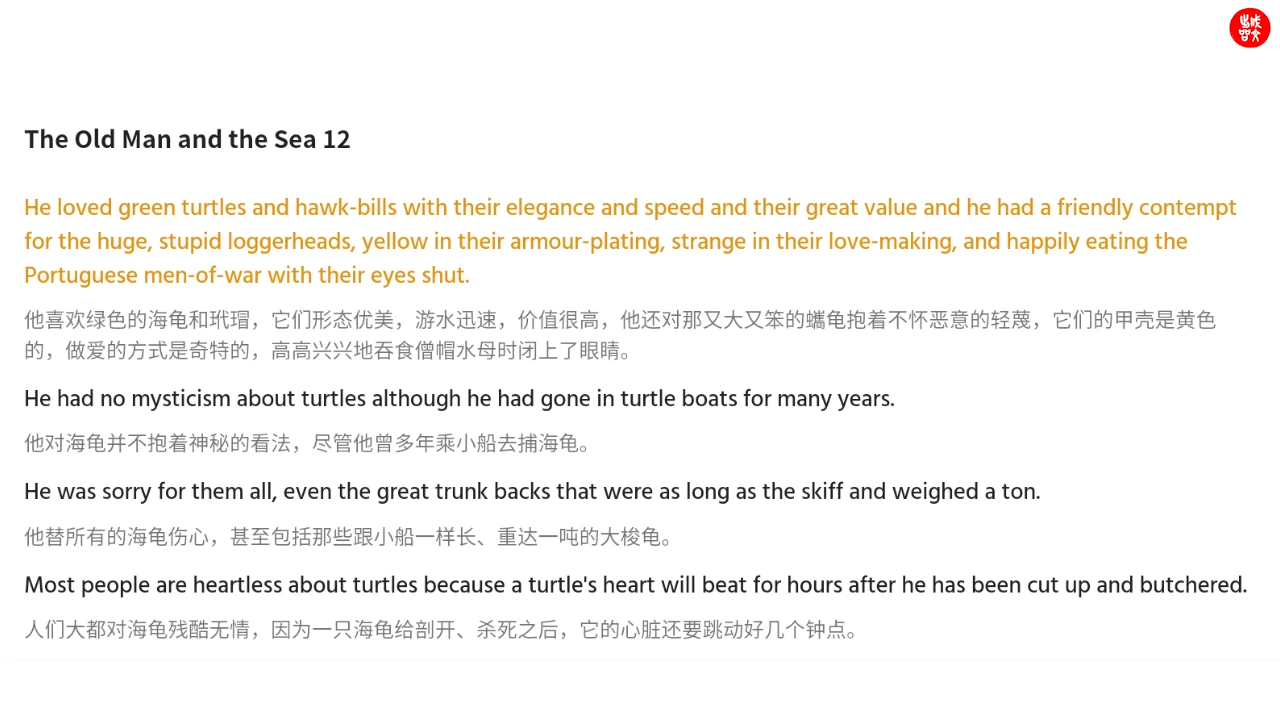 The Old Man and the Sea 12
He loved green turtles and hawk-bills with their elegance and speed and their great value and he had a friendly contempt
for the huge, stupid loggerheads, yellow in their armour-plating, strange in their love-making, and happily eating the
Portuguese men-of-war with their eyes shut.
他喜欢绿色的海龟和玳瑁，它们形态优美，游水迅速，价值很高，他还对那又大又笨的蠵龟抱着不怀恶意的轻蔑，它们的甲壳是黄色
的，做爱的方式是奇特的，高高兴兴地吞食僧帽水母时闭上了眼睛。
He had no mysticism about turtles although he had gone in turtle boats for many years.
他对海龟并不抱着神秘的看法，尽管他曾多年乘小船去捕海龟。
He was sorry for them all, even the great trunk backs that were as long as the skiff and weighed a ton.
他替所有的海龟伤心，甚至包括那些跟小船一样长、重达一吨的大梭龟。
Most people are heartless about turtles because a turtle's heart will beat for hours after he has been cut up and butchered.
人们大都对海龟残酷无情，因为一只海龟给剖开、杀死之后，它的心脏还要跳动好几个钟点。